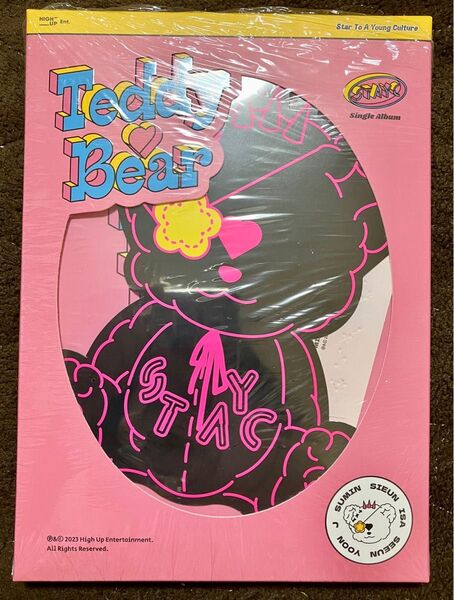 HIGH UP Ent.
Star To A Young Culture
Teddy
Bear
STAYC
Single Album
STAYC
SUMIN SIEUN ISA SEEUN YOON J
℗&© 2023 High Up Entertainment.
All Rights Reserved.